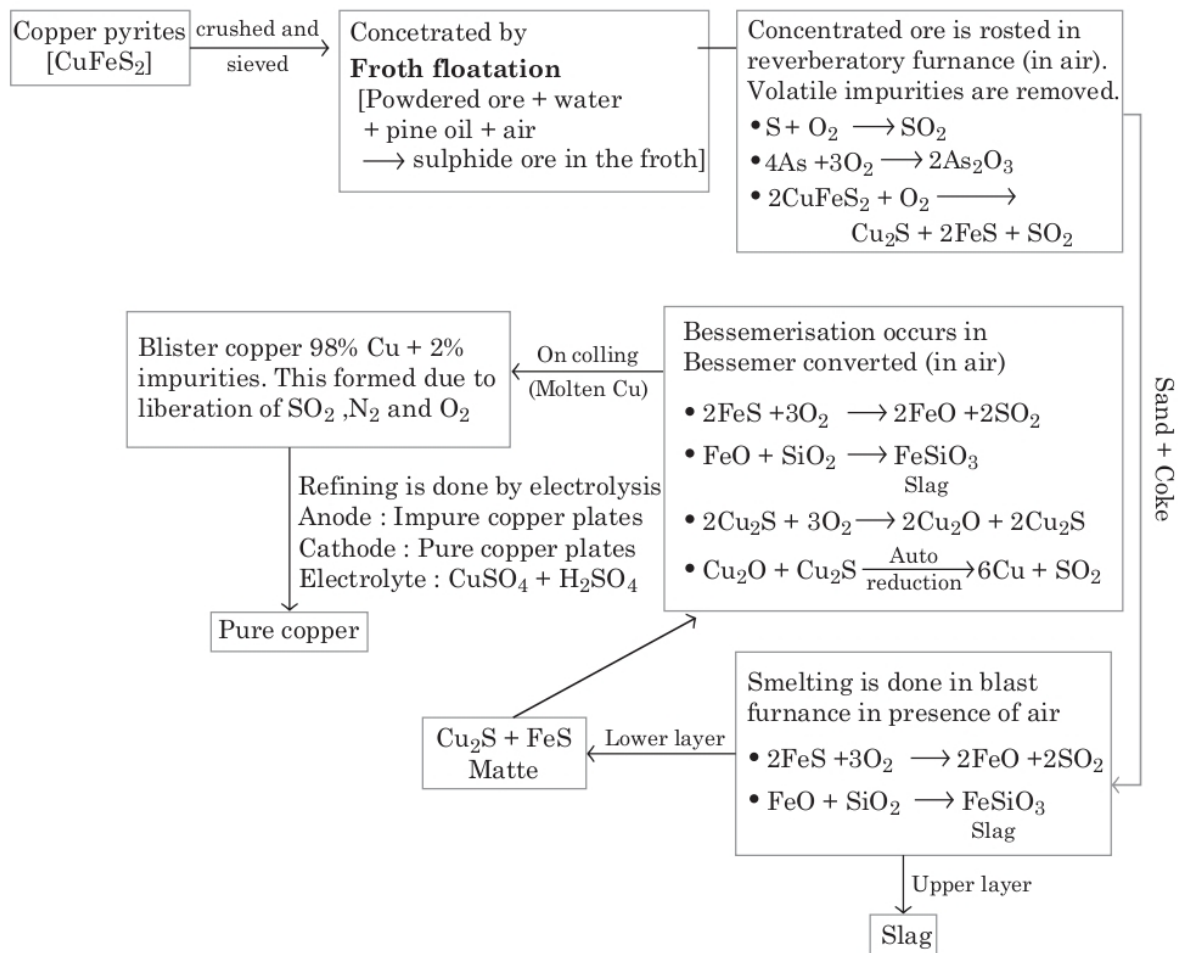 Copper pyrites
[CuFeS₂]
crushed and
sieved
Concetrated by
Froth floatation
[Powdered ore + water
+ pine oil + air
⟶ sulphide ore in the froth]
Concentrated ore is rosted in
reverberatory furnance (in air).
Volatile impurities are removed.
• S + O₂ ⟶ SO₂
• 4As +3O₂ ⟶ 2As₂O₃
• 2CuFeS₂ + O₂ ⟶
Cu₂S + 2FeS + SO₂
Sand + Coke
Smelting is done in blast
furnance in presence of air
• 2FeS +3O₂ ⟶ 2FeO +2SO₂
• FeO + SiO₂ ⟶ FeSiO₃
Slag
Upper layer
Slag
Lower layer
Cu₂S + FeS
Matte
Bessemerisation occurs in
Bessemer converted (in air)
• 2FeS +3O₂ ⟶ 2FeO +2SO₂
• FeO + SiO₂ ⟶ FeSiO₃
Slag
• 2Cu₂S + 3O₂ ⟶ 2Cu₂O + 2Cu₂S
• Cu₂O + Cu₂S Auto reduction ⟶ 6Cu + SO₂
On colling
(Molten Cu)
Blister copper 98% Cu + 2%
impurities. This formed due to
liberation of SO₂ ,N₂ and O₂
Refining is done by electrolysis
Anode : Impure copper plates
Cathode : Pure copper plates
Electrolyte : CuSO₄ + H₂SO₄
Pure copper